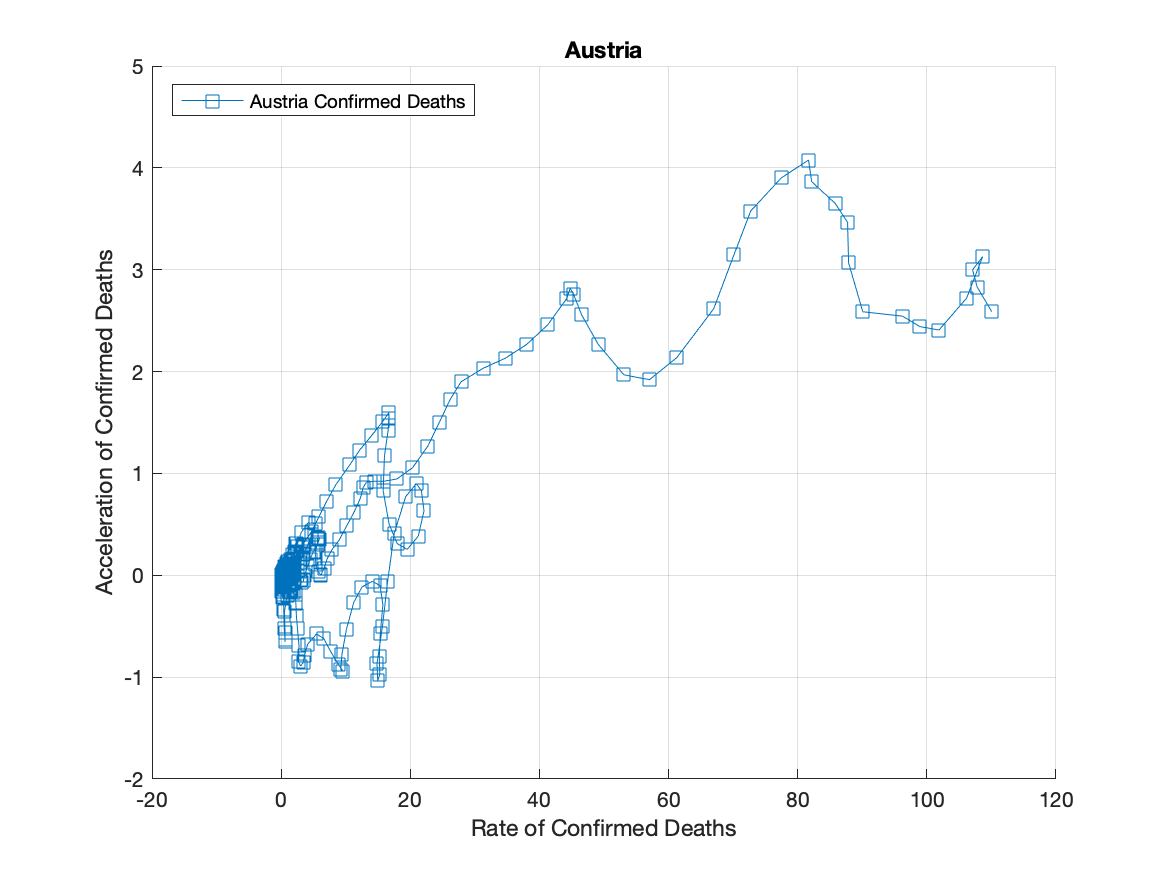 Austria
Austria Confirmed Deaths
Acceleration of Confirmed Deaths
5
4
3
2
1
0
-1
-2
-20 0 20 40 60 80 100 120
Rate of Confirmed Deaths